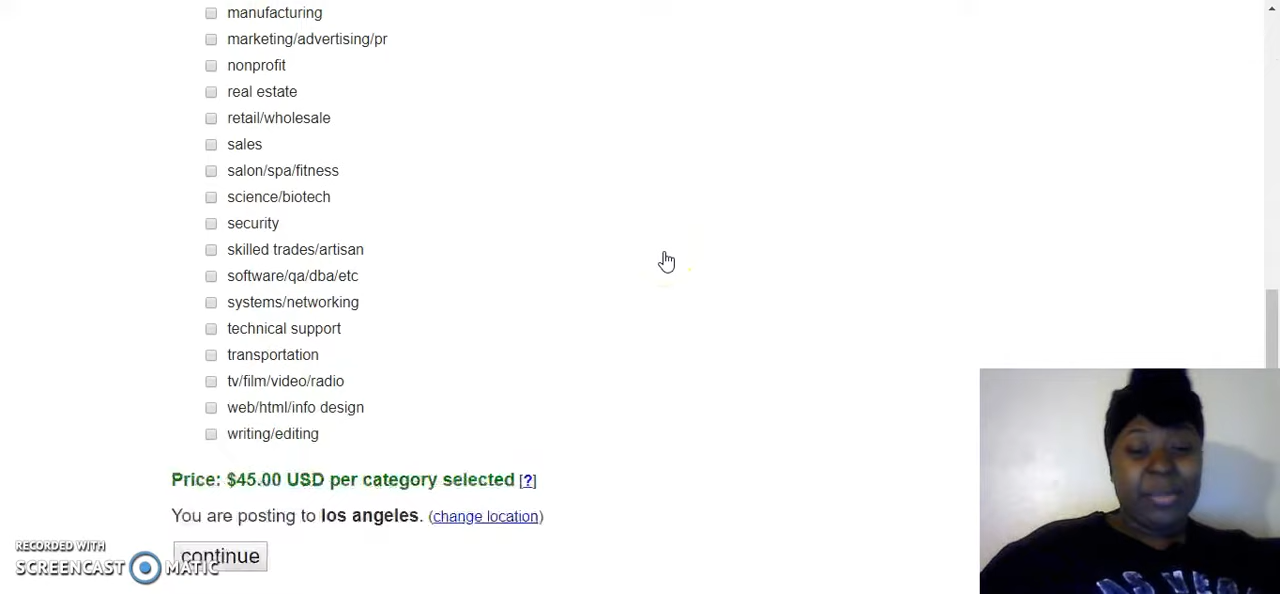 manufacturing
marketing/advertising/pr
nonprofit
real estate
retail/wholesale
sales
salon/spa/fitness
science/biotech
security
skilled trades/artisan
software/qa/dba/etc
systems/networking
technical support
transportation
tv/film/video/radio
web/html/info design
writing/editing
Price: $45.00 USD per category selected [?]
You are posting to los angeles. (change location)
continue
RECORDED WITH
SCREENCAST MATIC